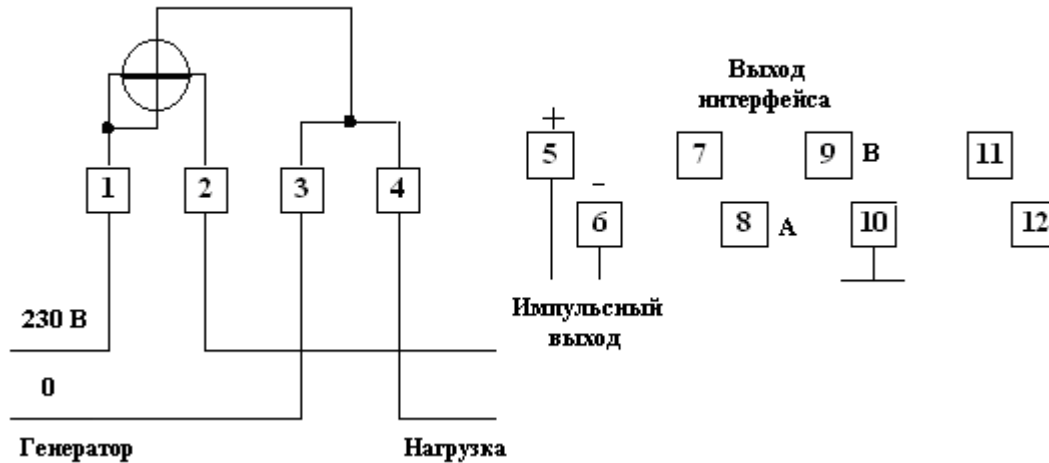 1
2
3
4
230 В
0
Генератор
Нагрузка
+
5
-
6
Импульсный
выход
Выход
интерфейса
7
9 В
11
8 А
10
12